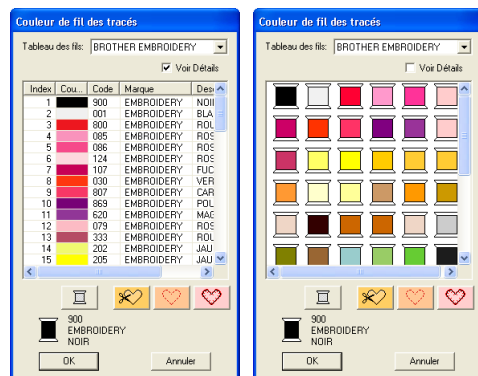 Couleur de fil des tracés
Tableau des fils: BROTHER EMBROIDERY
Voir Détails
Index Cou... Code Marque Des
1 900 EMBROIDERY NOI
2 001 EMBROIDERY BLA
3 800 EMBROIDERY ROU
4 085 EMBROIDERY ROS
5 086 EMBROIDERY ROS
6 124 EMBROIDERY ROS
7 107 EMBROIDERY FUC
8 030 EMBROIDERY VER
9 807 EMBROIDERY CAR
10 869 EMBROIDERY POU
11 620 EMBROIDERY MAG
12 079 EMBROIDERY ROS
13 333 EMBROIDERY ROU
14 202 EMBROIDERY JAU
15 205 EMBROIDERY JAU
900
EMBROIDERY
NOIR
OK Annuler
Couleur de fil des tracés
Tableau des fils: BROTHER EMBROIDERY
Voir Détails
900
EMBROIDERY
NOIR
OK Annuler